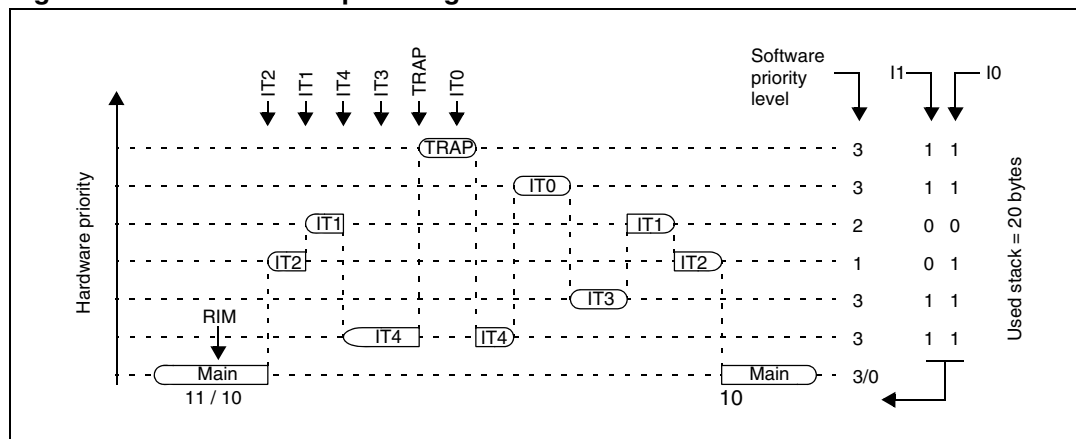 IT2
IT1
IT4
IT3
TRAP
IT0
Software
priority
level
I1
I0
TRAP
3
1 1
IT0
3
1 1
IT1
IT1
2
0 0
IT2
IT2
1
0 1
IT3
3
1 1
RIM
IT4
IT4
3
1 1
Main
Main
3/0
11 / 10
10
Hardware priority
Used stack = 20 bytes